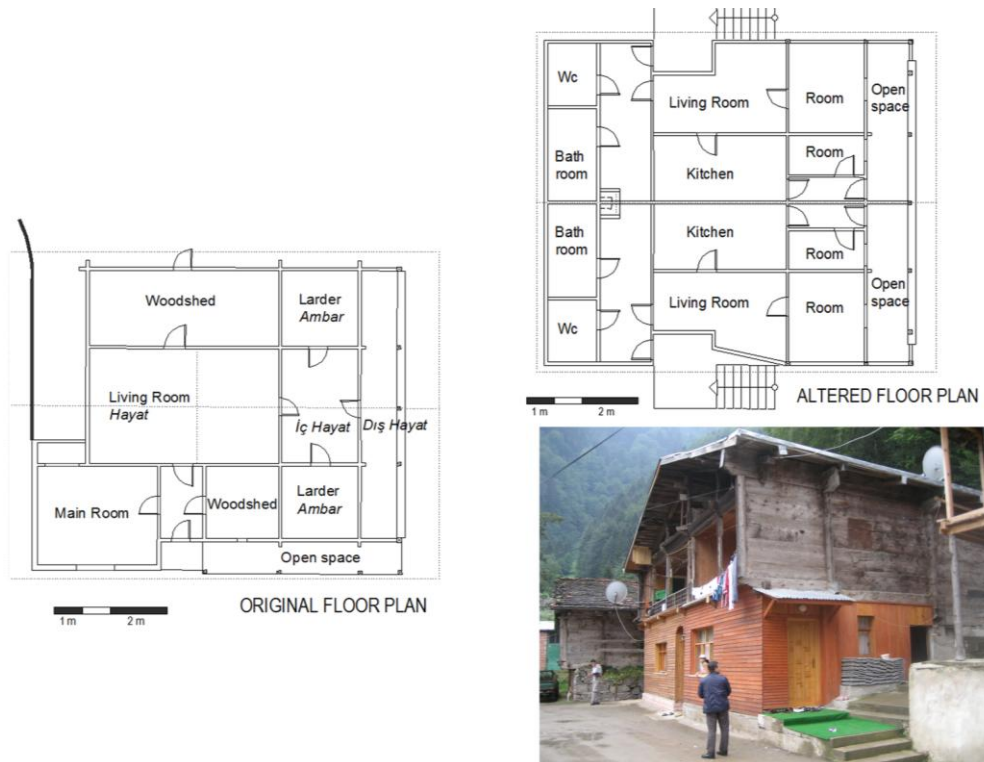 Woodshed
Larder
Ambar
Living Room
Hayat
İç Hayat
Dış Hayat
Main Room
Woodshed
Larder
Ambar
Open space
1 m 2 m
ORIGINAL FLOOR PLAN
Wc
Living Room
Room
Open
space
Bath
room
Kitchen
Room
Bath
room
Kitchen
Room
Wc
Living Room
Room
Open
space
1 m 2 m
ALTERED FLOOR PLAN